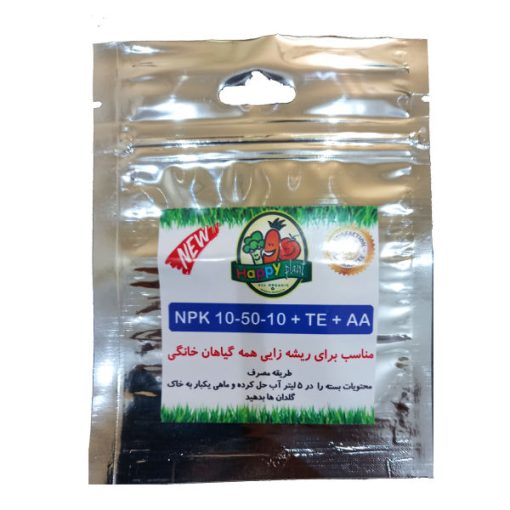 NEW
Happy plant
NPK 10-50-10 + TE + AA
مناسب برای ریشه زایی همه گیاهان خانگی
طریقه مصرف
محتویات بسته را در ۵ لیتر آب حل کرده و ماهی یکبار به خاک
گلدان ها بدهید